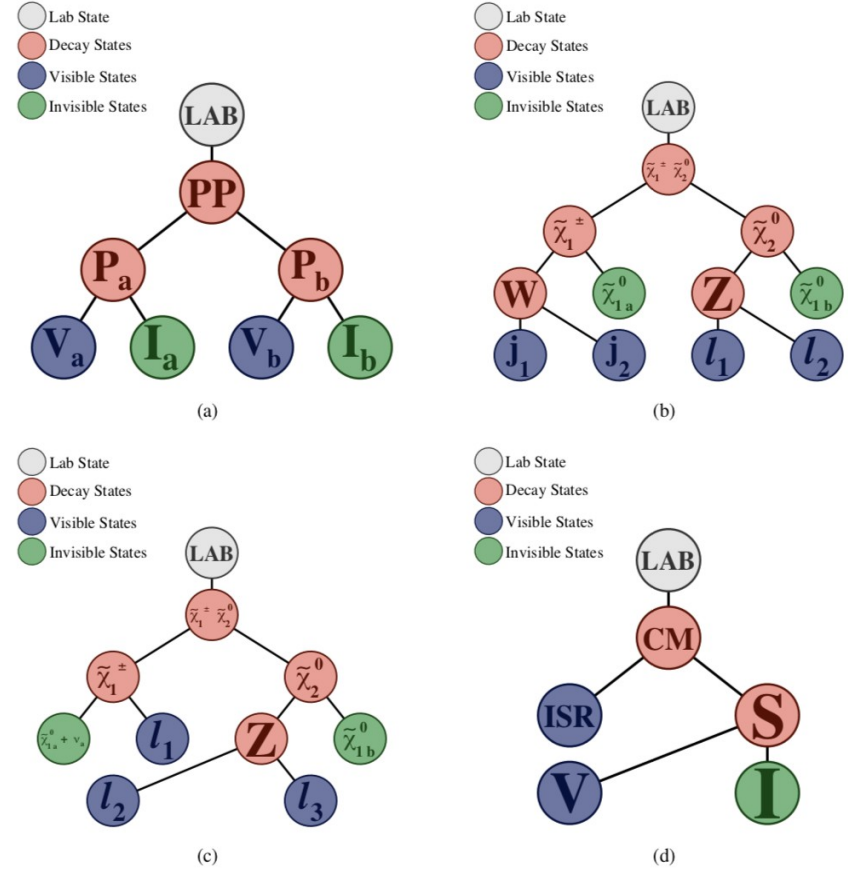 Lab State
Decay States
Visible States
Invisible States
LAB
PP
Pₐ P_b
Vₐ Iₐ V_b I_b
(a)
Lab State
Decay States
Visible States
Invisible States
LAB
χ̃₁± χ̃₂⁰
χ̃₁± χ̃₂⁰
W χ̃⁰₁ₐ Z χ̃⁰₁b
j₁ j₂ l₁ l₂
(b)
Lab State
Decay States
Visible States
Invisible States
LAB
χ̃₁± χ̃₂⁰
χ̃₁± χ̃₂⁰
χ̃⁰₁ₐ + νₐ l₁ Z χ̃⁰₁b
l₂ l₃
(c)
Lab State
Decay States
Visible States
Invisible States
LAB
CM
ISR S
V I
(d)